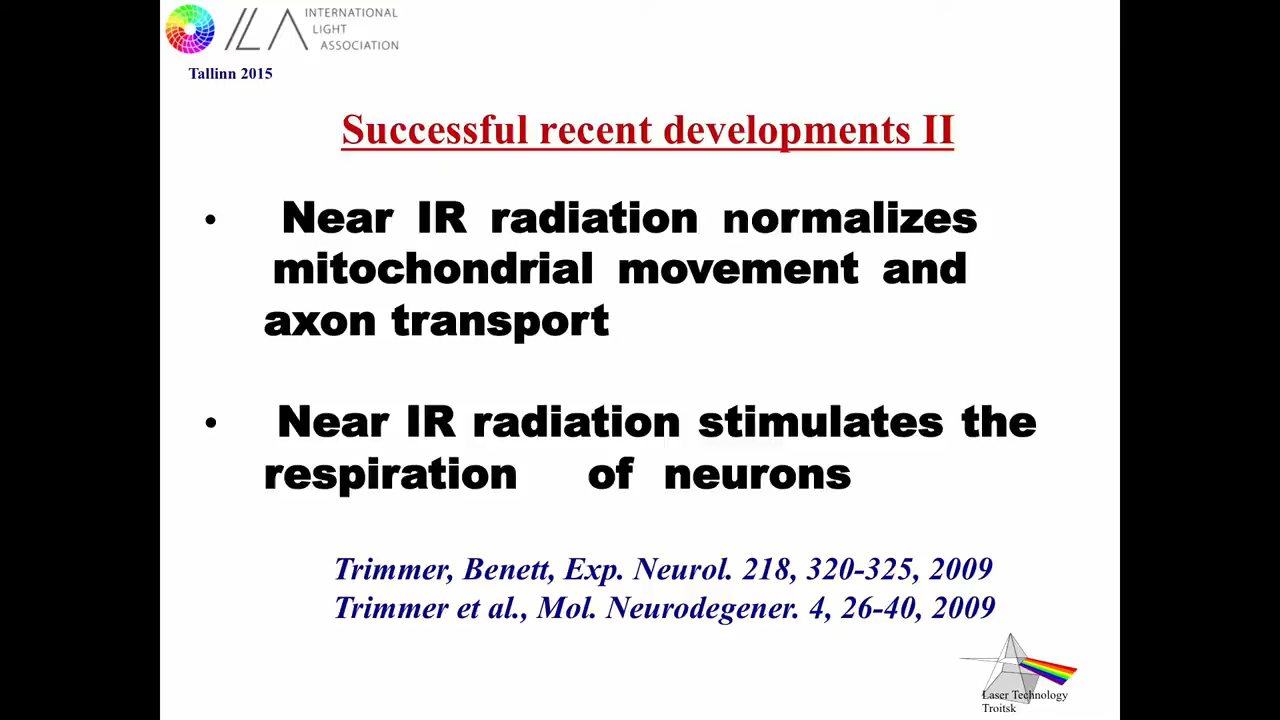 INTERNATIONAL
LIGHT
ASSOCIATION
Tallinn 2015
Successful recent developments II
• Near IR radiation normalizes
mitochondrial movement and
axon transport
• Near IR radiation stimulates the
respiration of neurons
Trimmer, Benett, Exp. Neurol. 218, 320-325, 2009
Trimmer et al., Mol. Neurodegener. 4, 26-40, 2009
Laser Technology
Troitsk